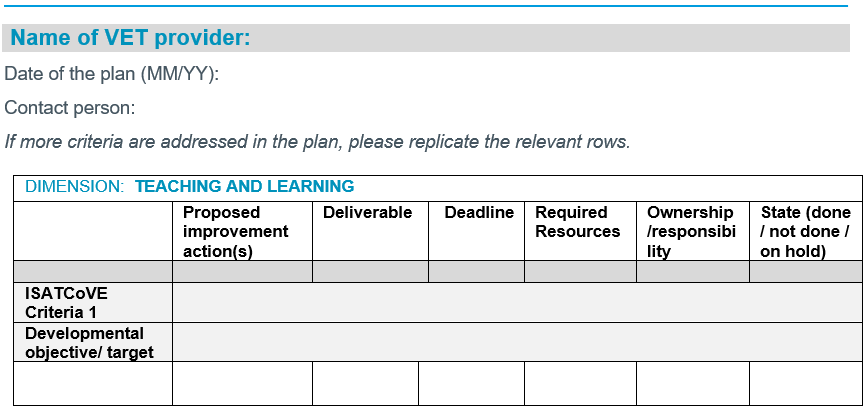 Name of VET provider:
Date of the plan (MM/YY):
Contact person:
If more criteria are addressed in the plan, please replicate the relevant rows.
DIMENSION: TEACHING AND LEARNING
Proposed
improvement
action(s)
Deliverable
Deadline
Required
Resources
Ownership
/responsibi
lity
State (done
/ not done /
on hold)
ISATCoVE
Criteria 1
Developmental
objective/ target